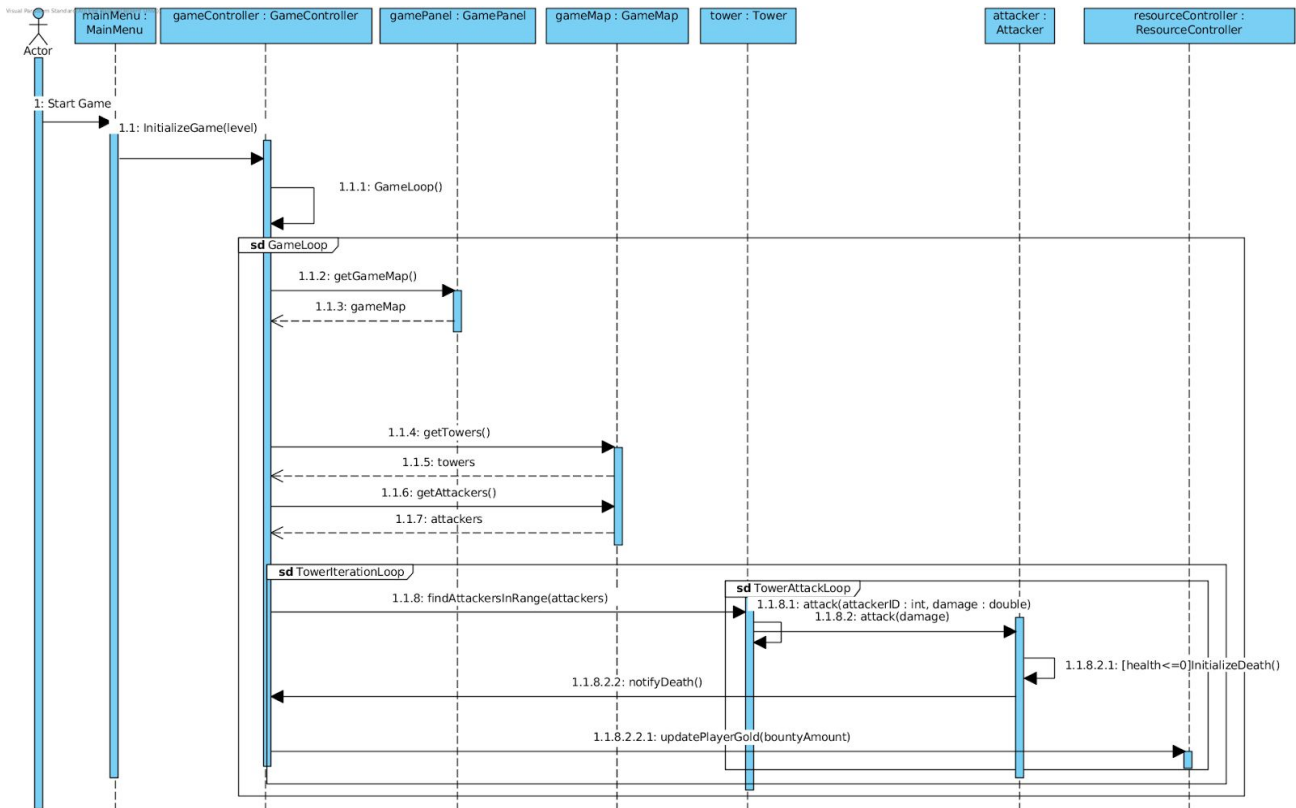 mainMenu :
MainMenu
gameController : GameController
gamePanel : GamePanel
gameMap : GameMap
tower : Tower
attacker :
Attacker
resourceController :
ResourceController
Actor
1: Start Game
1.1: InitializeGame(level)
1.1.1: GameLoop()
sd GameLoop
1.1.2: getGameMap()
1.1.3: gameMap
1.1.4: getTowers()
1.1.5: towers
1.1.6: getAttackers()
1.1.7: attackers
sd TowerIterationLoop
sd TowerAttackLoop
1.1.8: findAttackersInRange(attackers)
1.1.8.1: attack(attackerID : int, damage : double)
1.1.8.2: attack(damage)
1.1.8.2.1: [health<=0]InitializeDeath()
1.1.8.2.2: notifyDeath()
1.1.8.2.2.1: updatePlayerGold(bountyAmount)